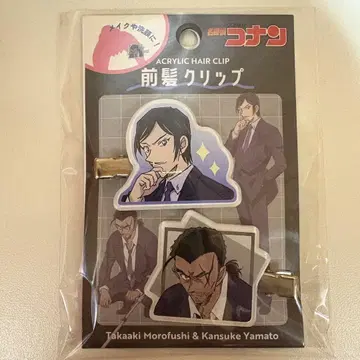 メイクや洗顔に！
名探偵コナン
ACRYLIC HAIR CLIP
前髪クリップ
Takaaki Morofushi & Kansuke Yamato